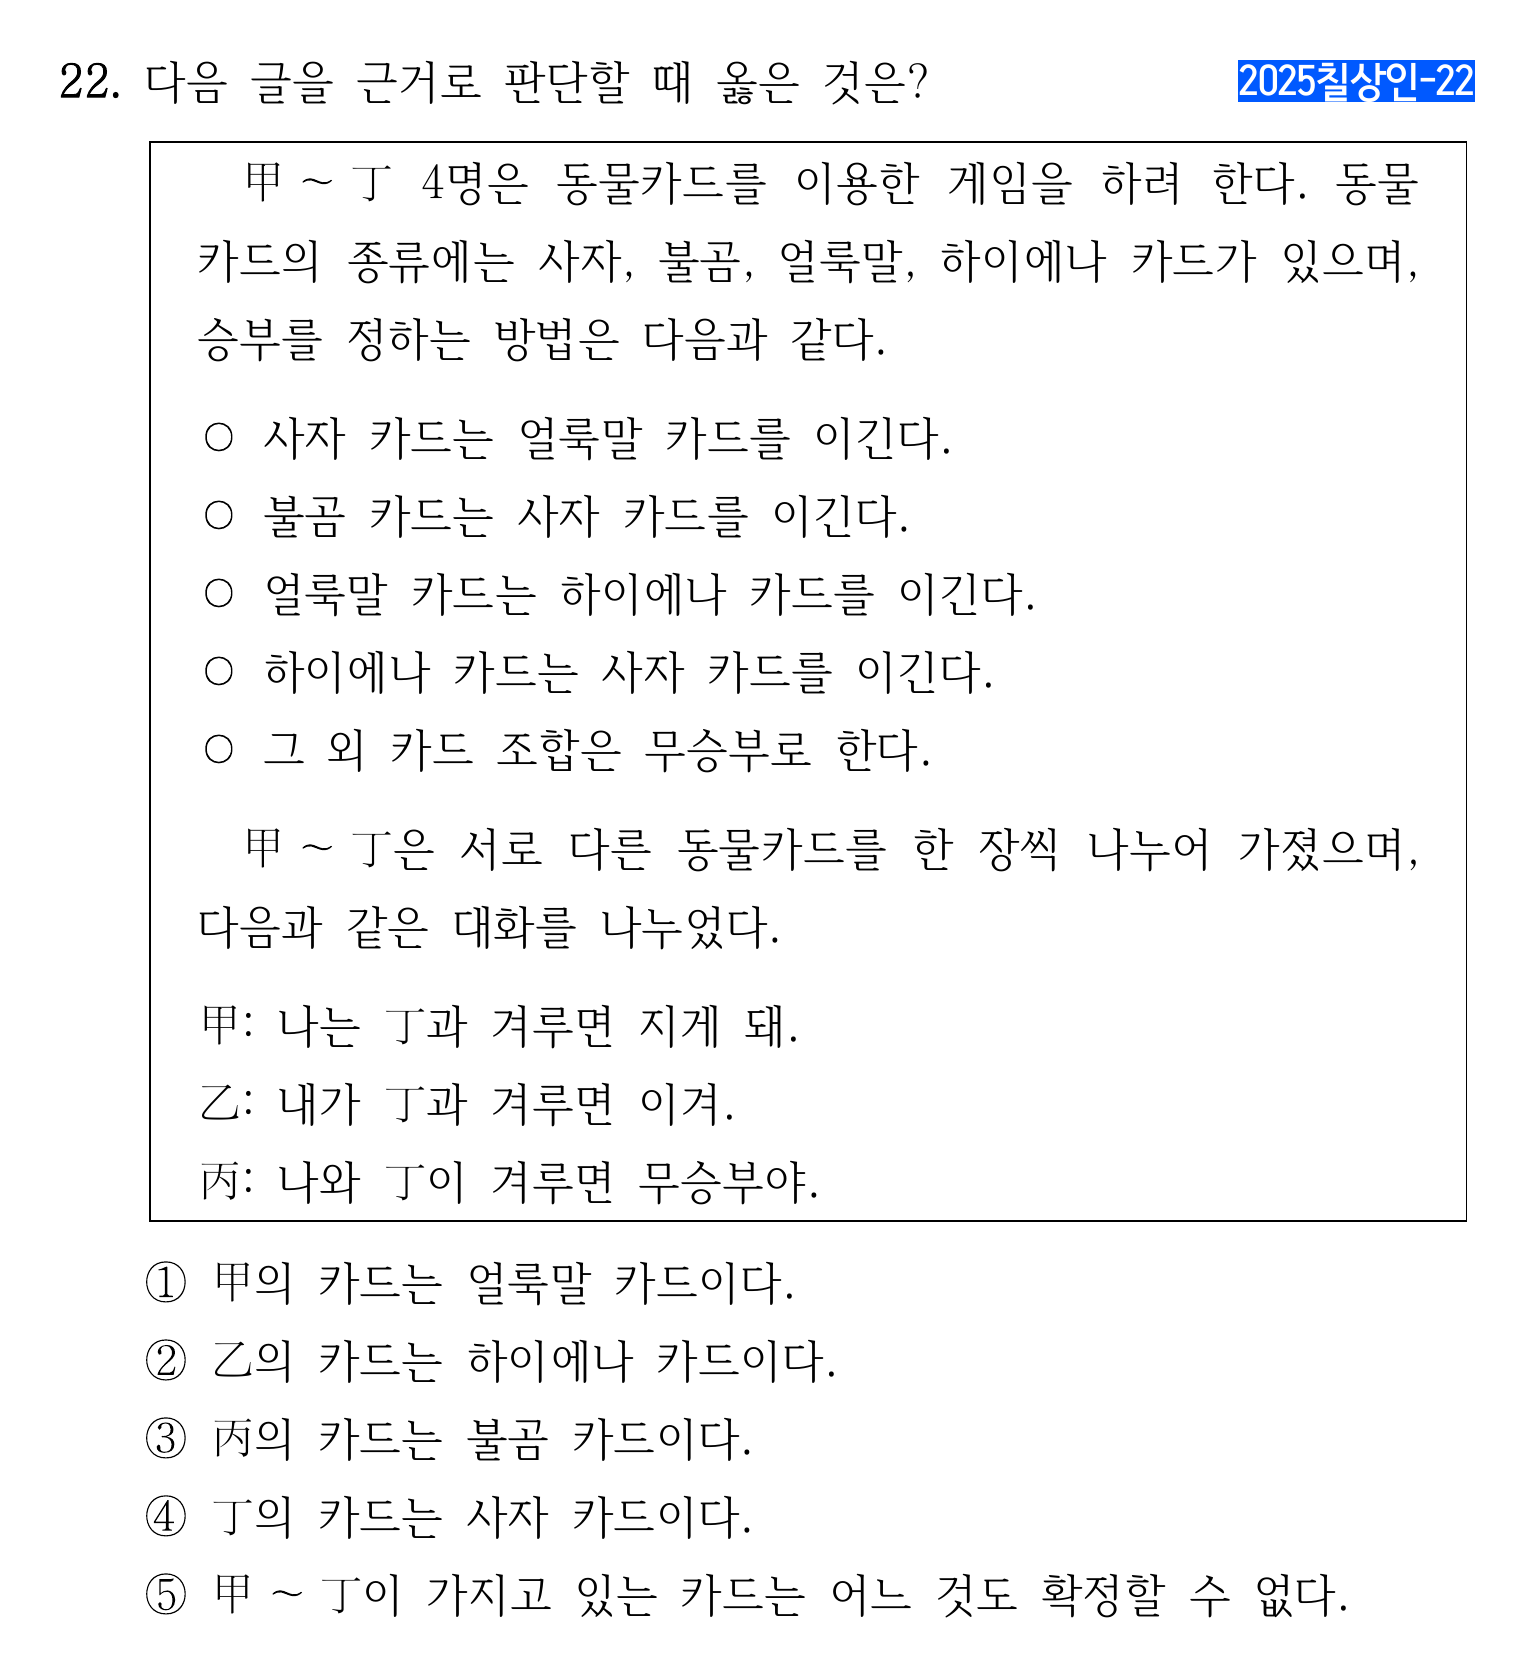 22. 다음 글을 근거로 판단할 때 옳은 것은?
2025칠상인-22
甲 ~ 丁 4명은 동물카드를 이용한 게임을 하려 한다. 동물
카드의 종류에는 사자, 불곰, 얼룩말, 하이에나 카드가 있으며,
승부를 정하는 방법은 다음과 같다.
○ 사자 카드는 얼룩말 카드를 이긴다.
○ 불곰 카드는 사자 카드를 이긴다.
○ 얼룩말 카드는 하이에나 카드를 이긴다.
○ 하이에나 카드는 사자 카드를 이긴다.
○ 그 외 카드 조합은 무승부로 한다.
甲 ~ 丁은 서로 다른 동물카드를 한 장씩 나누어 가졌으며,
다음과 같은 대화를 나누었다.
甲: 나는 丁과 겨루면 지게 돼.
乙: 내가 丁과 겨루면 이겨.
丙: 나와 丁이 겨루면 무승부야.
① 甲의 카드는 얼룩말 카드이다.
② 乙의 카드는 하이에나 카드이다.
③ 丙의 카드는 불곰 카드이다.
④ 丁의 카드는 사자 카드이다.
⑤ 甲 ~ 丁이 가지고 있는 카드는 어느 것도 확정할 수 없다.